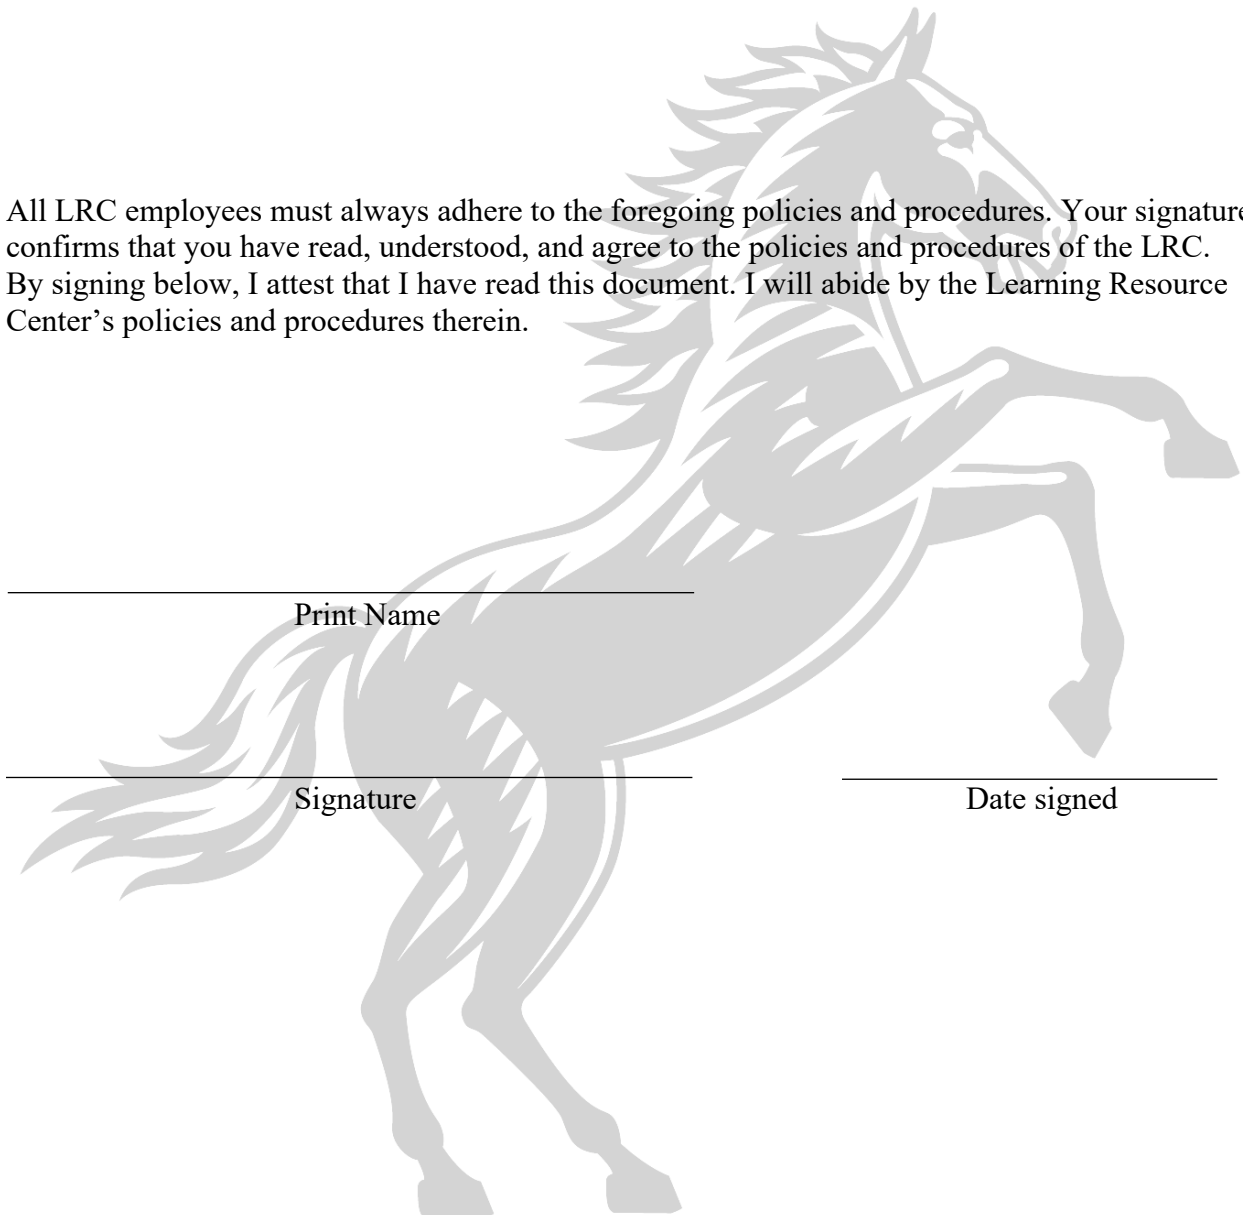 All LRC employees must always adhere to the foregoing policies and procedures. Your signature
confirms that you have read, understood, and agree to the policies and procedures of the LRC.
By signing below, I attest that I have read this document. I will abide by the Learning Resource
Center’s policies and procedures therein.
Print Name
Signature
Date signed